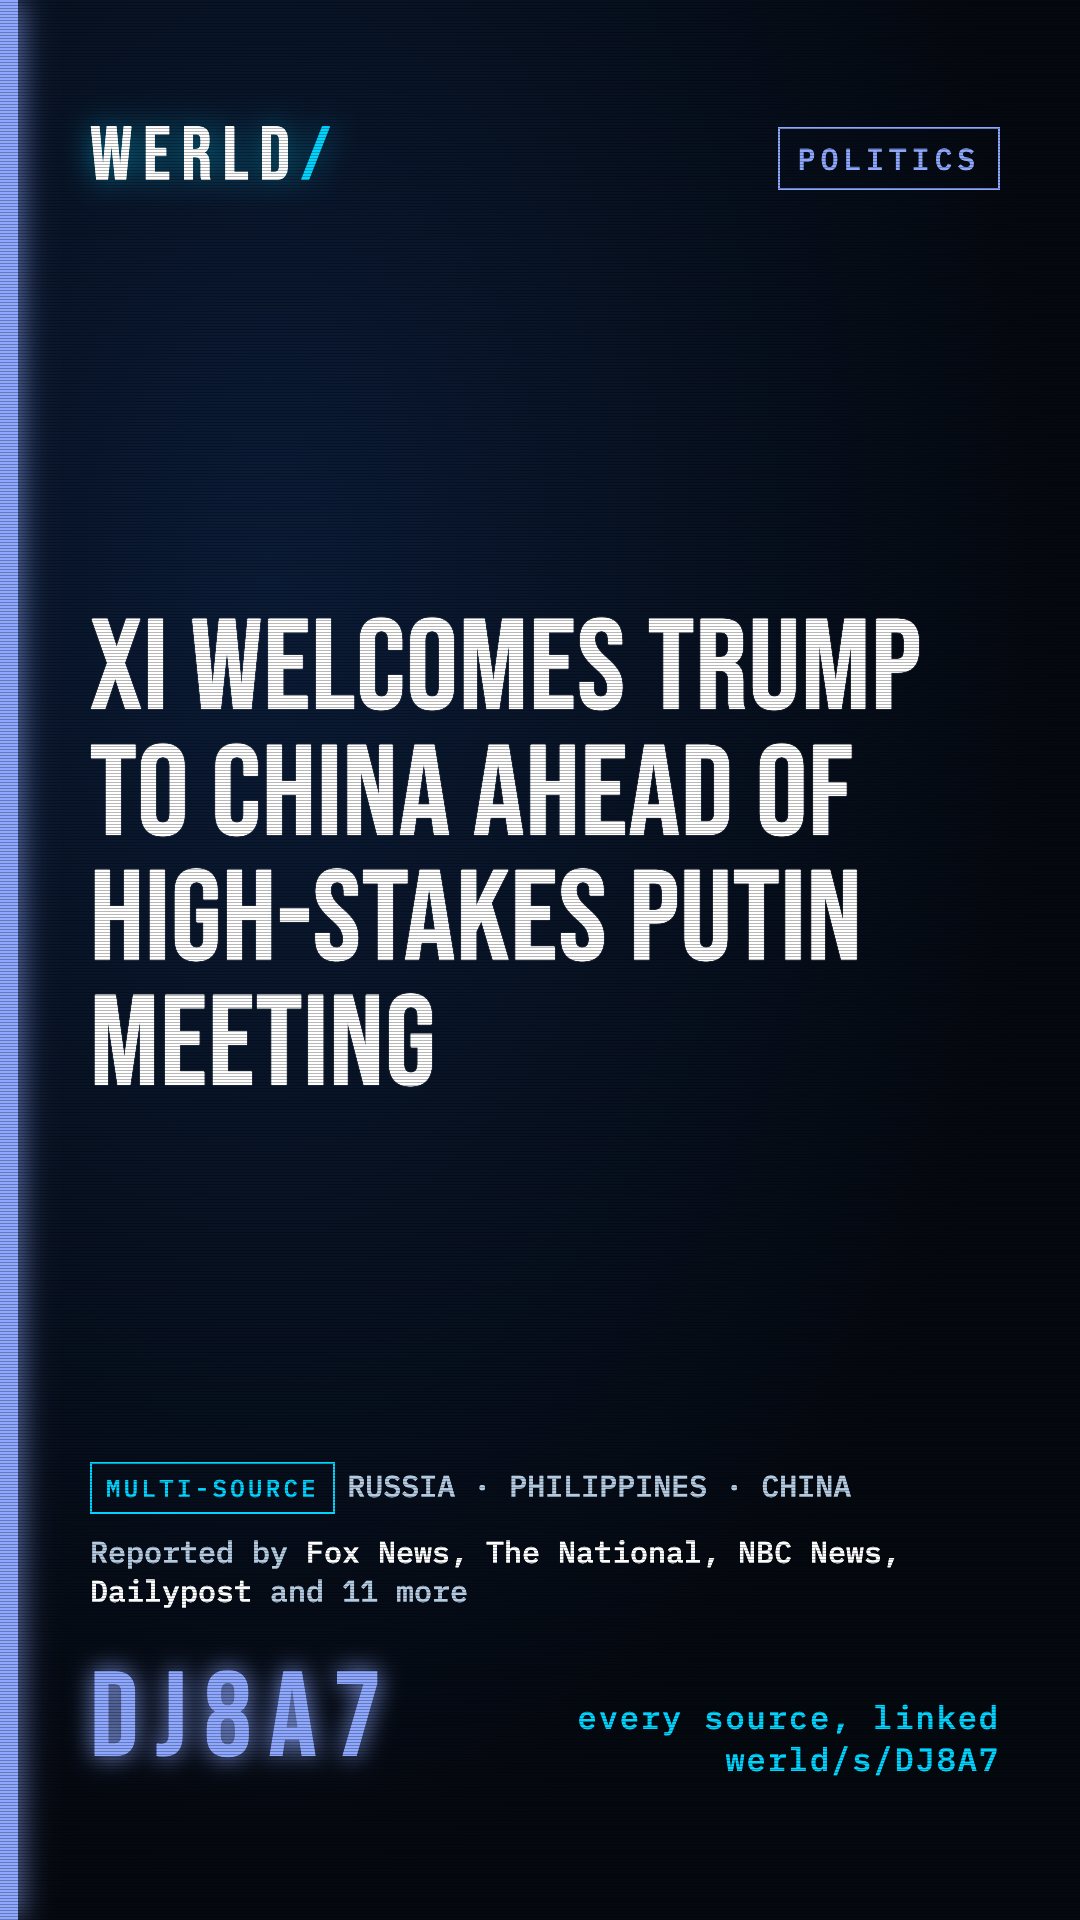 WERLD/
POLITICS
XI WELCOMES TRUMP
TO CHINA AHEAD OF
HIGH-STAKES PUTIN
MEETING
MULTI-SOURCE RUSSIA · PHILIPPINES · CHINA
Reported by Fox News, The National, NBC News,
Dailypost and 11 more
DJ8A7
every source, linked
werld/s/DJ8A7